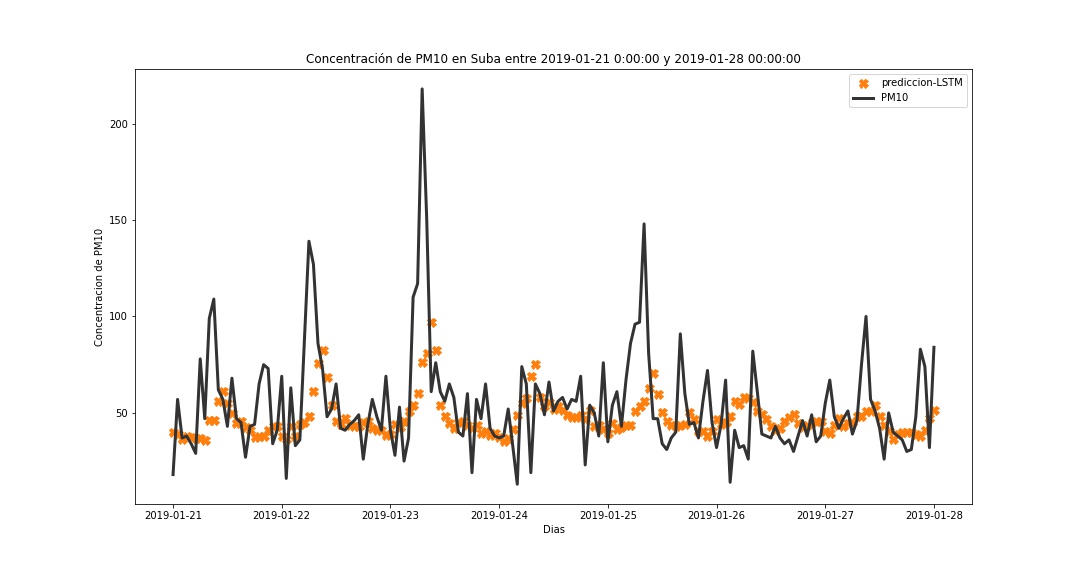 Concentración de PM10 en Suba entre 2019-01-21 0:00:00 y 2019-01-28 00:00:00
prediccion-LSTM
PM10
200
150
100
50
Concentracion de PM10
2019-01-21 2019-01-22 2019-01-23 2019-01-24 2019-01-25 2019-01-26 2019-01-27 2019-01-28
Dias